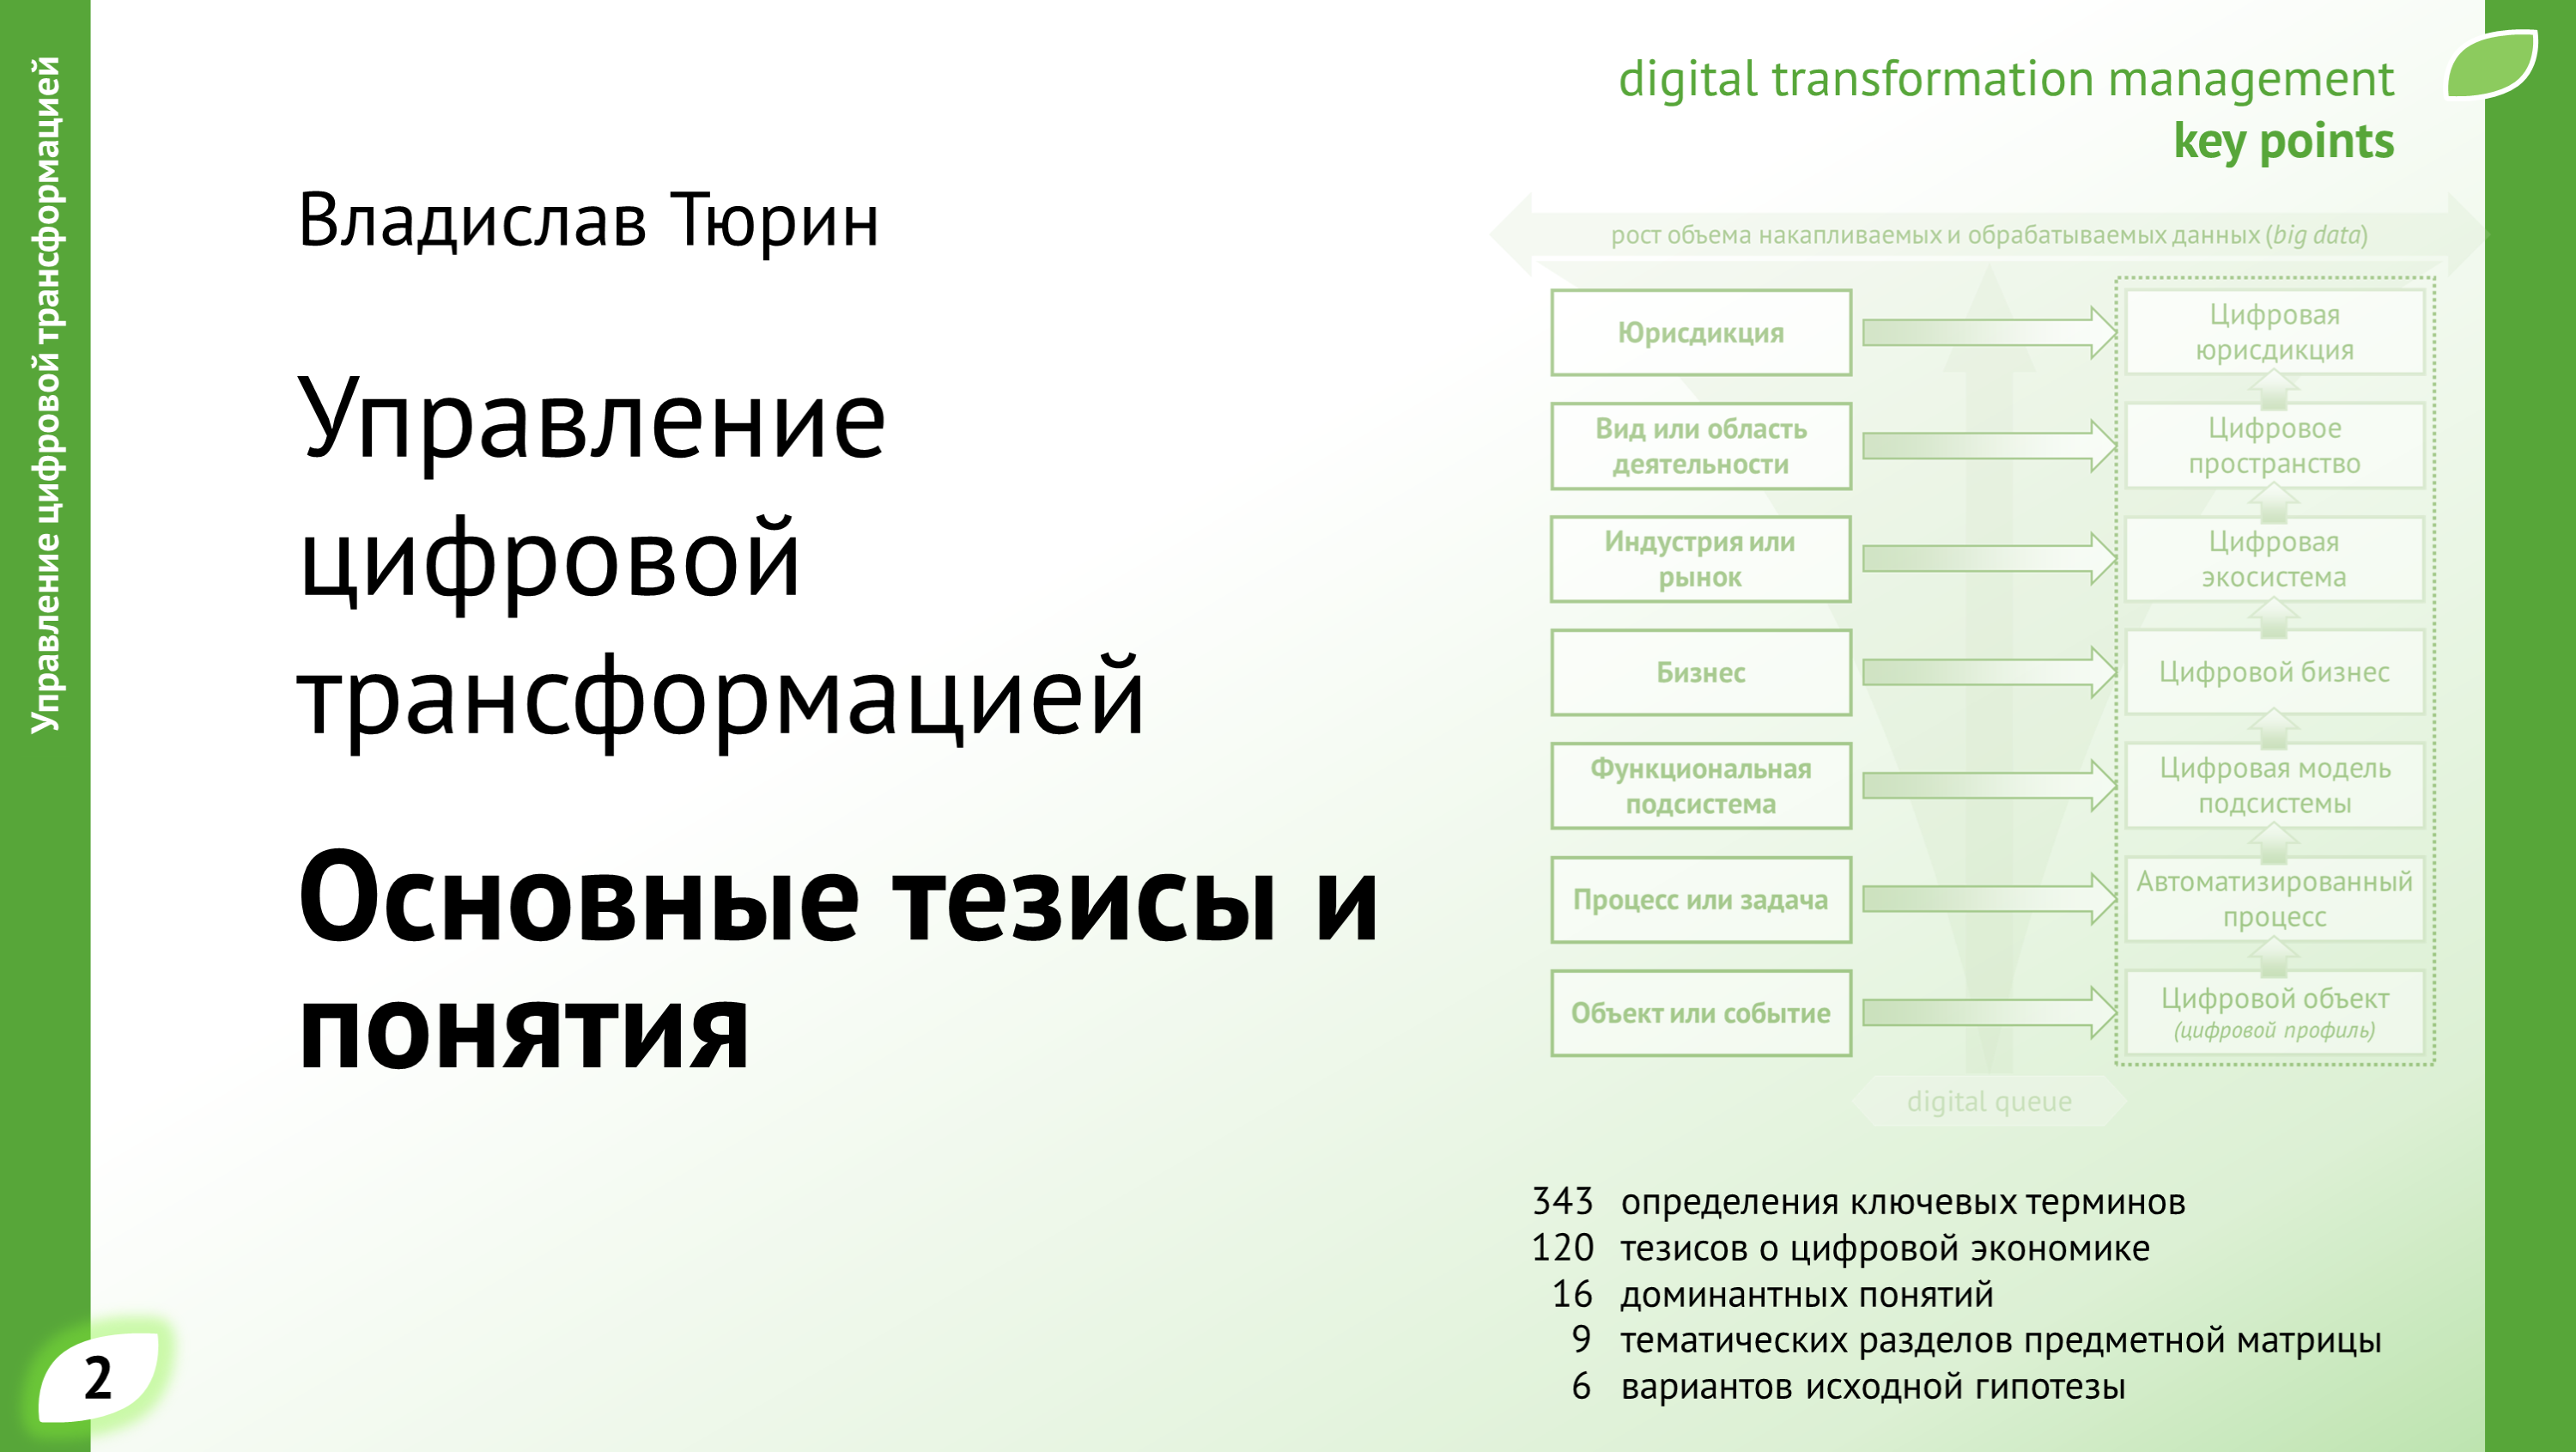 Управление цифровой трансформацией
digital transformation management
key points
Владислав Тюрин
Управление
цифровой
трансформацией
Основные тезисы и
понятия
рост объема накапливаемых и обрабатываемых данных (big data)
Юрисдикция
Цифровая
юрисдикция
Вид или область
деятельности
Цифровое
пространство
Индустрия или
рынок
Цифровая
экосистема
Бизнес
Цифровой бизнес
Функциональная
подсистема
Цифровая модель
подсистемы
Процесс или задача
Автоматизированный
процесс
Объект или событие
Цифровой объект
(цифровой профиль)
digital queue
343 определения ключевых терминов
120 тезисов о цифровой экономике
16 доминантных понятий
9 тематических разделов предметной матрицы
6 вариантов исходной гипотезы
2